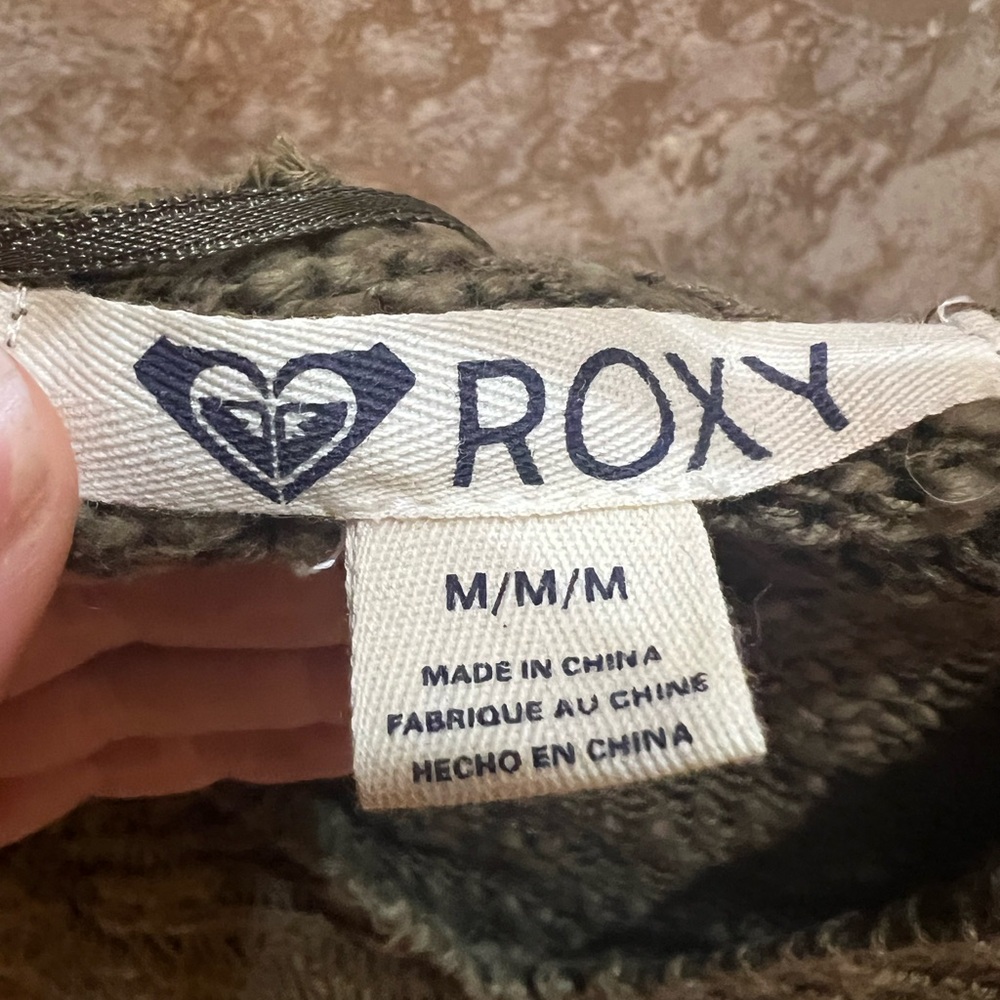 ROXY
M/M/M
MADE IN CHINA
FABRIQUE AU CHINE
HECHO EN CHINA